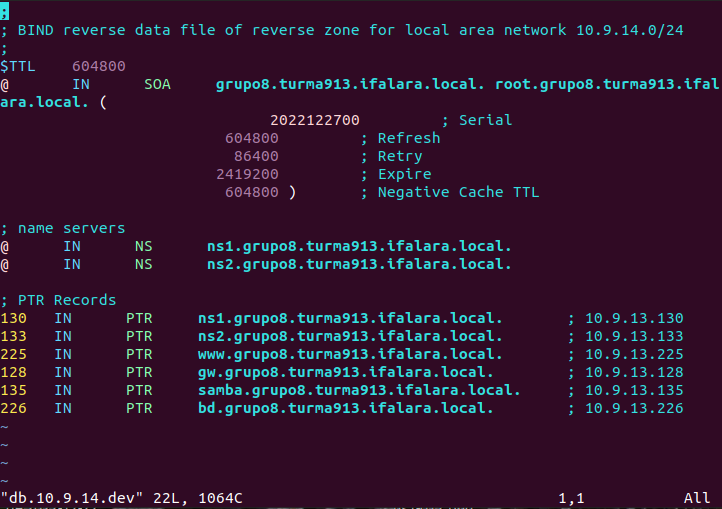 ;
; BIND reverse data file of reverse zone for local area network 10.9.14.0/24
;
$TTL    604800
@       IN      SOA     grupo8.turma913.ifalara.local. root.grupo8.turma913.ifal
ara.local. (
                              2022122700         ; Serial
                         604800         ; Refresh
                          86400         ; Retry
                        2419200         ; Expire
                         604800 )       ; Negative Cache TTL
; name servers
@      IN      NS      ns1.grupo8.turma913.ifalara.local.
@      IN      NS      ns2.grupo8.turma913.ifalara.local.
; PTR Records
130   IN      PTR     ns1.grupo8.turma913.ifalara.local.       ; 10.9.13.130
133   IN      PTR     ns2.grupo8.turma913.ifalara.local.       ; 10.9.13.133
225   IN      PTR     www.grupo8.turma913.ifalara.local.       ; 10.9.13.225
128   IN      PTR     gw.grupo8.turma913.ifalara.local.        ; 10.9.13.128
135   IN      PTR     samba.grupo8.turma913.ifalara.local.     ; 10.9.13.135
226   IN      PTR     bd.grupo8.turma913.ifalara.local.        ; 10.9.13.226
~
~
~
~
"db.10.9.14.dev" 22L, 1064C                                   1,1           All